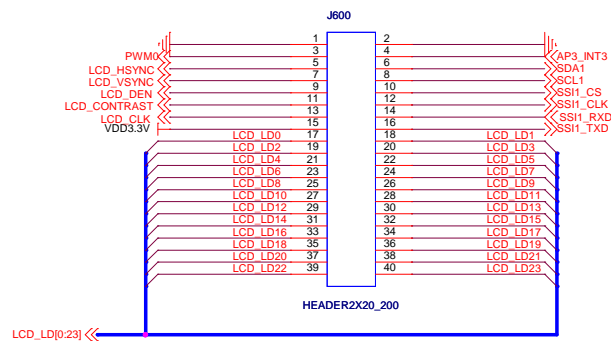 J600
1 2
PWM0 3 4 AP3_INT3
LCD_HSYNC 5 6 SDA1
LCD_VSYNC 7 8 SCL1
LCD_DEN 9 10 SSI1_CS
LCD_CONTRAST 11 12 SSI1_CLK
LCD_CLK 13 14 SSI1_RXD
VDD3.3V 15 16 SSI1_TXD
LCD_LD0 17 18 LCD_LD1
LCD_LD2 19 20 LCD_LD3
LCD_LD4 21 22 LCD_LD5
LCD_LD6 23 24 LCD_LD7
LCD_LD8 25 26 LCD_LD9
LCD_LD10 27 28 LCD_LD11
LCD_LD12 29 30 LCD_LD13
LCD_LD14 31 32 LCD_LD15
LCD_LD16 33 34 LCD_LD17
LCD_LD18 35 36 LCD_LD19
LCD_LD20 37 38 LCD_LD21
LCD_LD22 39 40 LCD_LD23
HEADER2X20_200
LCD_LD[0:23]